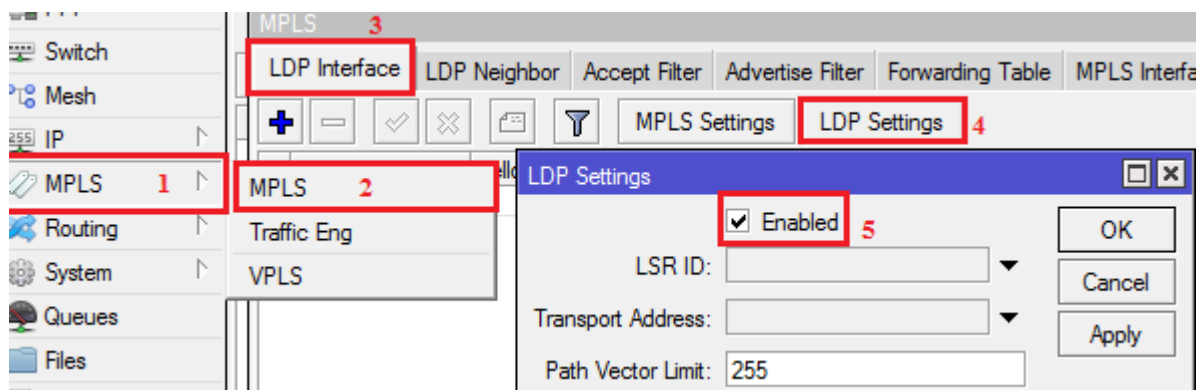 MPLS 3
Switch
LDP Interface LDP Neighbor Accept Filter Advertise Filter Forwarding Table MPLS Interfa
Mesh
MPLS Settings LDP Settings 4
255 IP
LDP Settings
MPLS 1
MPLS 2
Enabled 5
OK
Routing
Traffic Eng
LSR ID:
Cancel
System
VPLS
Transport Address:
Queues
Apply
Files
Path Vector Limit: 255